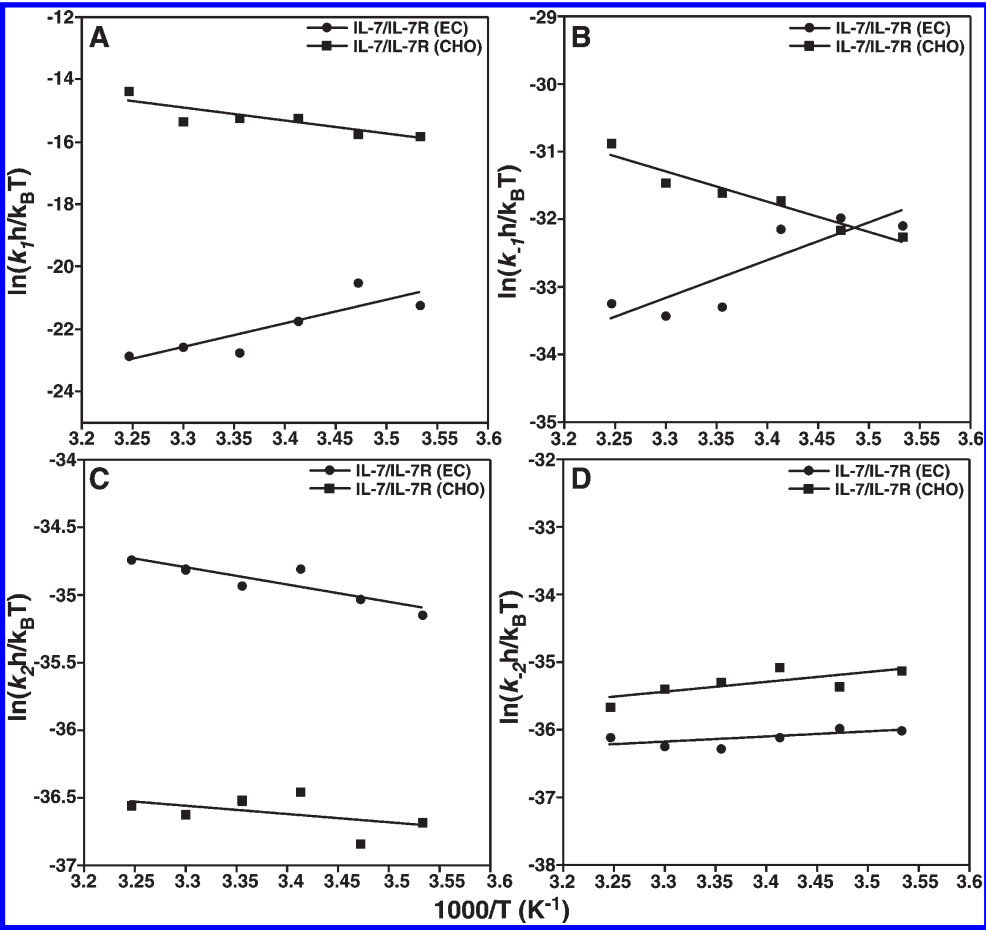 A
IL-7/IL-7R (EC)
IL-7/IL-7R (CHO)
ln(k1h/kBT)
-12
-14
-16
-18
-20
-22
-24
3.2 3.25 3.3 3.35 3.4 3.45 3.5 3.55 3.6
B
IL-7/IL-7R (EC)
IL-7/IL-7R (CHO)
ln(k-1h/kBT)
-29
-30
-31
-32
-33
-34
-35
3.2 3.25 3.3 3.35 3.4 3.45 3.5 3.55 3.6
C
IL-7/IL-7R (EC)
IL-7/IL-7R (CHO)
ln(k2h/kBT)
-34
-34.5
-35
-35.5
-36
-36.5
-37
3.2 3.25 3.3 3.35 3.4 3.45 3.5 3.55 3.6
D
IL-7/IL-7R (EC)
IL-7/IL-7R (CHO)
ln(k-2h/kBT)
-32
-33
-34
-35
-36
-37
-38
3.2 3.25 3.3 3.35 3.4 3.45 3.5 3.55 3.6
1000/T (K-1)